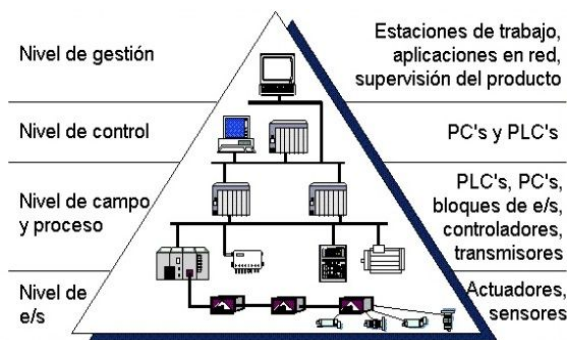 Nivel de gestión
Estaciones de trabajo,
aplicaciones en red,
supervisión del producto
Nivel de control
PC's y PLC's
Nivel de campo
y proceso
PLC's, PC's,
bloques de e/s,
controladores,
transmisores
Nivel de
e/s
Actuadores,
sensores